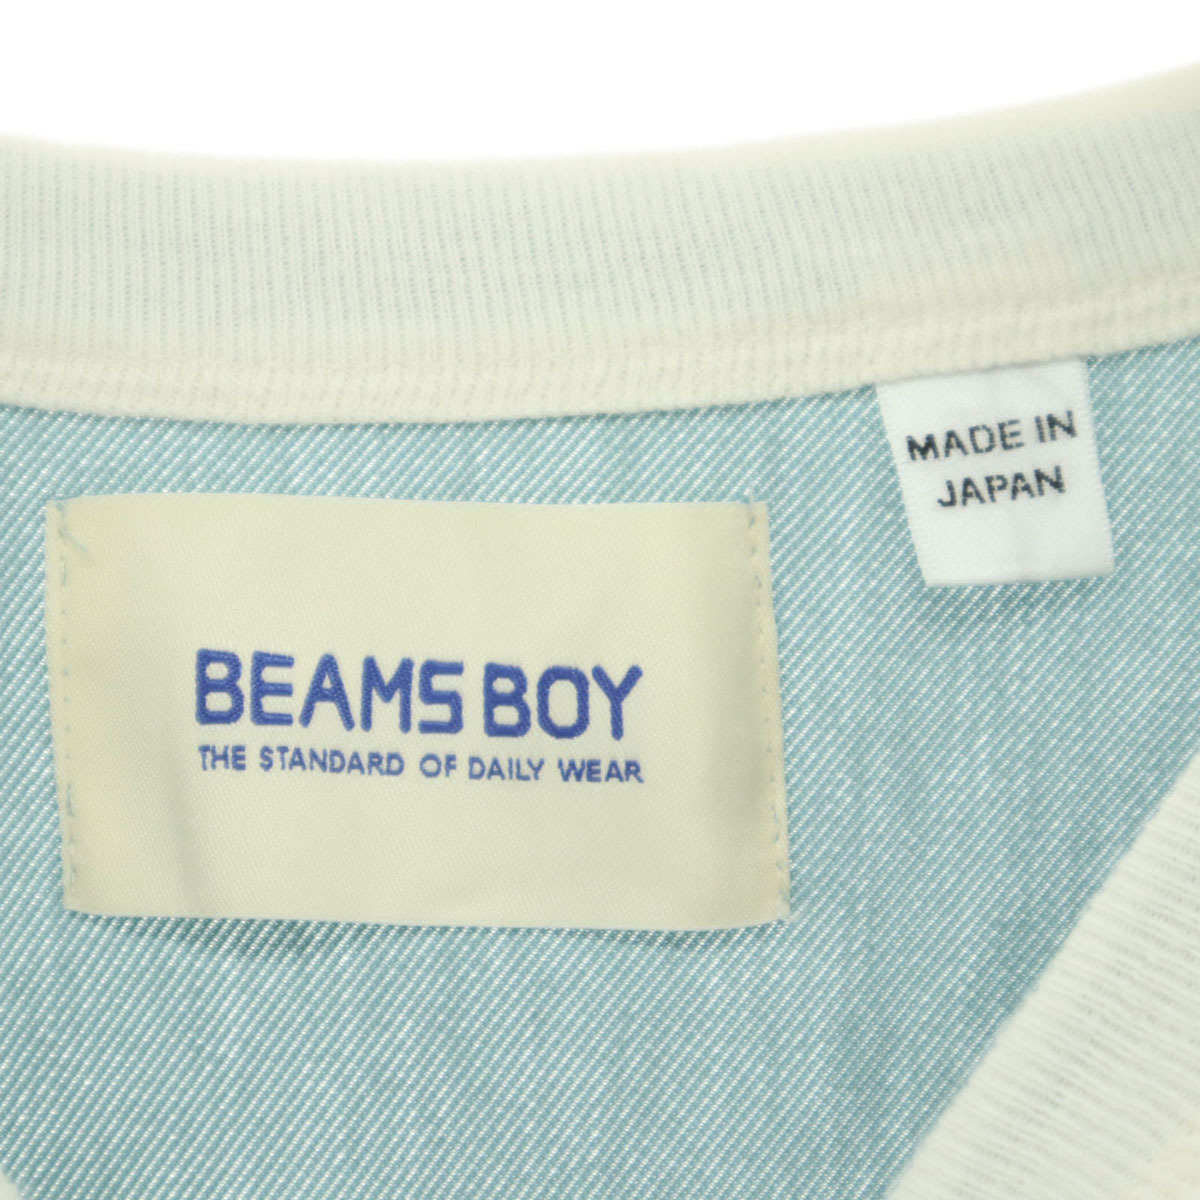 MADE IN
JAPAN
BEAMS BOY
THE STANDARD OF DAILY WEAR